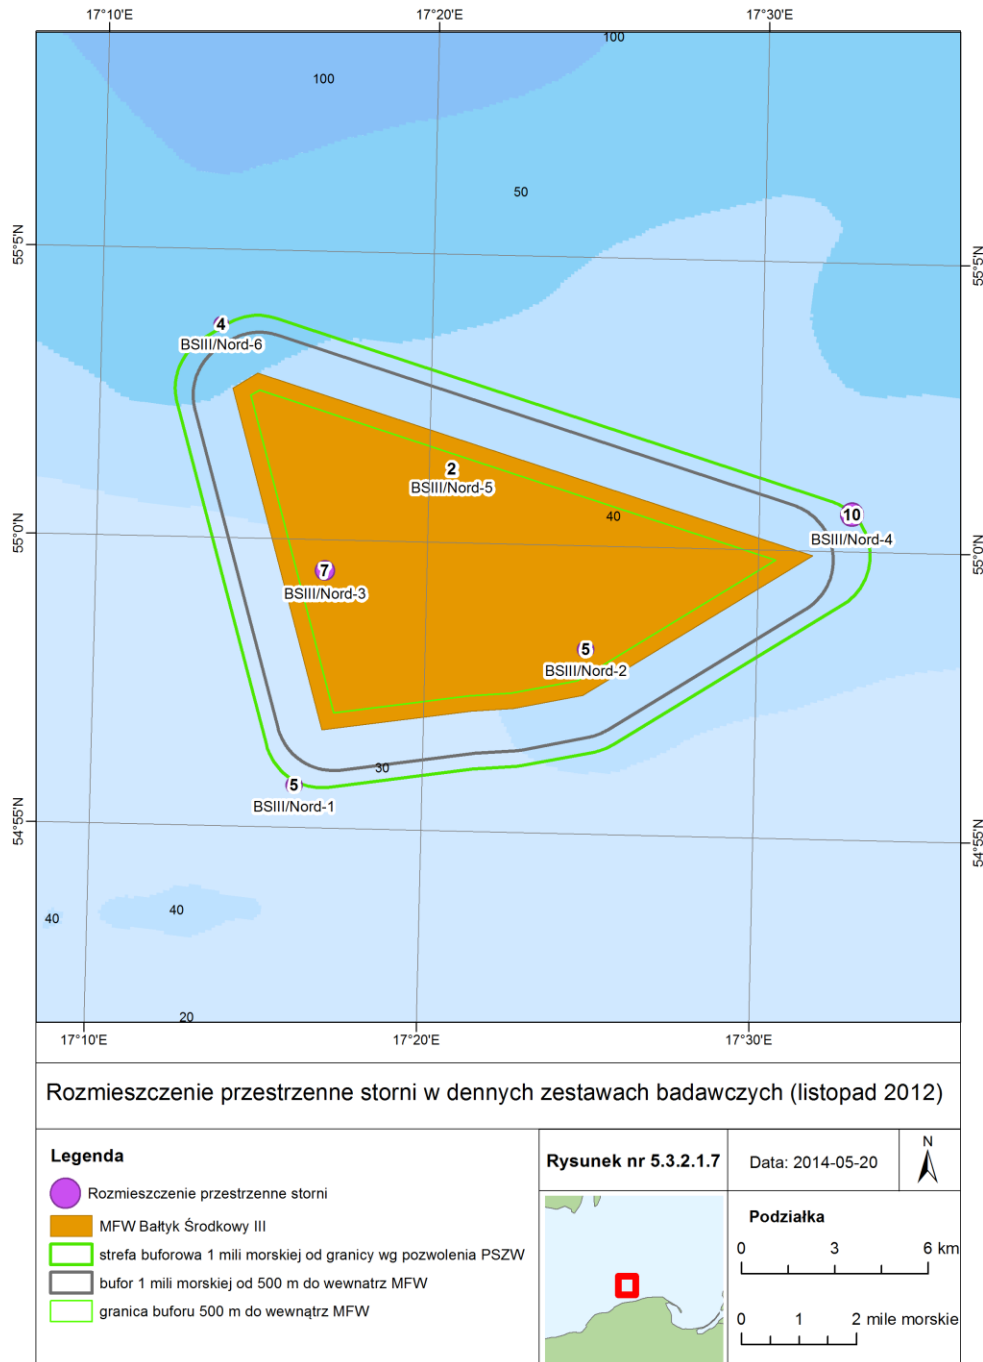 17°10'E
17°20'E
17°30'E
100
100
50
55°5'N
55°5'N
4
BSIII/Nord-6
2
BSIII/Nord-5
40
10
BSIII/Nord-4
55°0'N
55°0'N
7
BSIII/Nord-3
5
BSIII/Nord-2
30
5
BSIII/Nord-1
54°55'N
54°55'N
40
40
20
17°10'E
17°20'E
17°30'E
Rozmieszczenie przestrzenne storni w dennych zestawach badawczych (listopad 2012)
Legenda
Rozmieszczenie przestrzenne storni
MFW Bałtyk Środkowy III
strefa buforowa 1 mili morskiej od granicy wg pozwolenia PSZW
bufor 1 mili morskiej od 500 m do wewnatrz MFW
granica buforu 500 m do wewnątrz MFW
Rysunek nr 5.3.2.1.7
Data: 2014-05-20
N
Podziałka
0 3 6 km
0 1 2 mile morskie